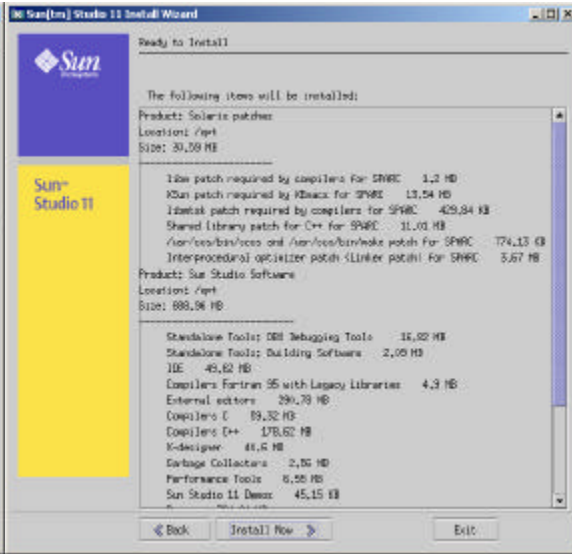 Sun[tm] Studio 11 Install Wizard
Sun
Ready to Install
The following items will be installed:
Product: Solaris patches
Location: /opt
Size: 30.59 MB
libm patch required by compilers for SPARC 1.2 MB
XSun patch required by XEmacs for SPARC 13.54 MB
libmtsk patch required by compilers for SPARC 429.84 KB
Shared library patch for C++ for SPARC 11.01 MB
/usr/ccs/bin/sccs and /usr/ccs/bin/make patch for SPARC 774.13 KB
Interprocedural optimizer patch (Linker patch) for SPARC 3.67 MB
Product: Sun Studio Software
Location: /opt
Size: 888.96 MB
Standalone Tools: DBX Debugging Tools 16.82 MB
Standalone Tools: Building Software 2.09 MB
IDE 49.62 MB
Compilers Fortran 95 with Legacy Libraries 4.9 MB
External editors 290.78 MB
Compilers C 89.32 MB
Compilers C++ 178.62 MB
X-designer 40.6 MB
Garbage Collectors 2.56 MB
Performance Tools 6.55 MB
Sun Studio 11 Demos 45.15 KB
Sun™
Studio 11
Back
Install Now
Exit